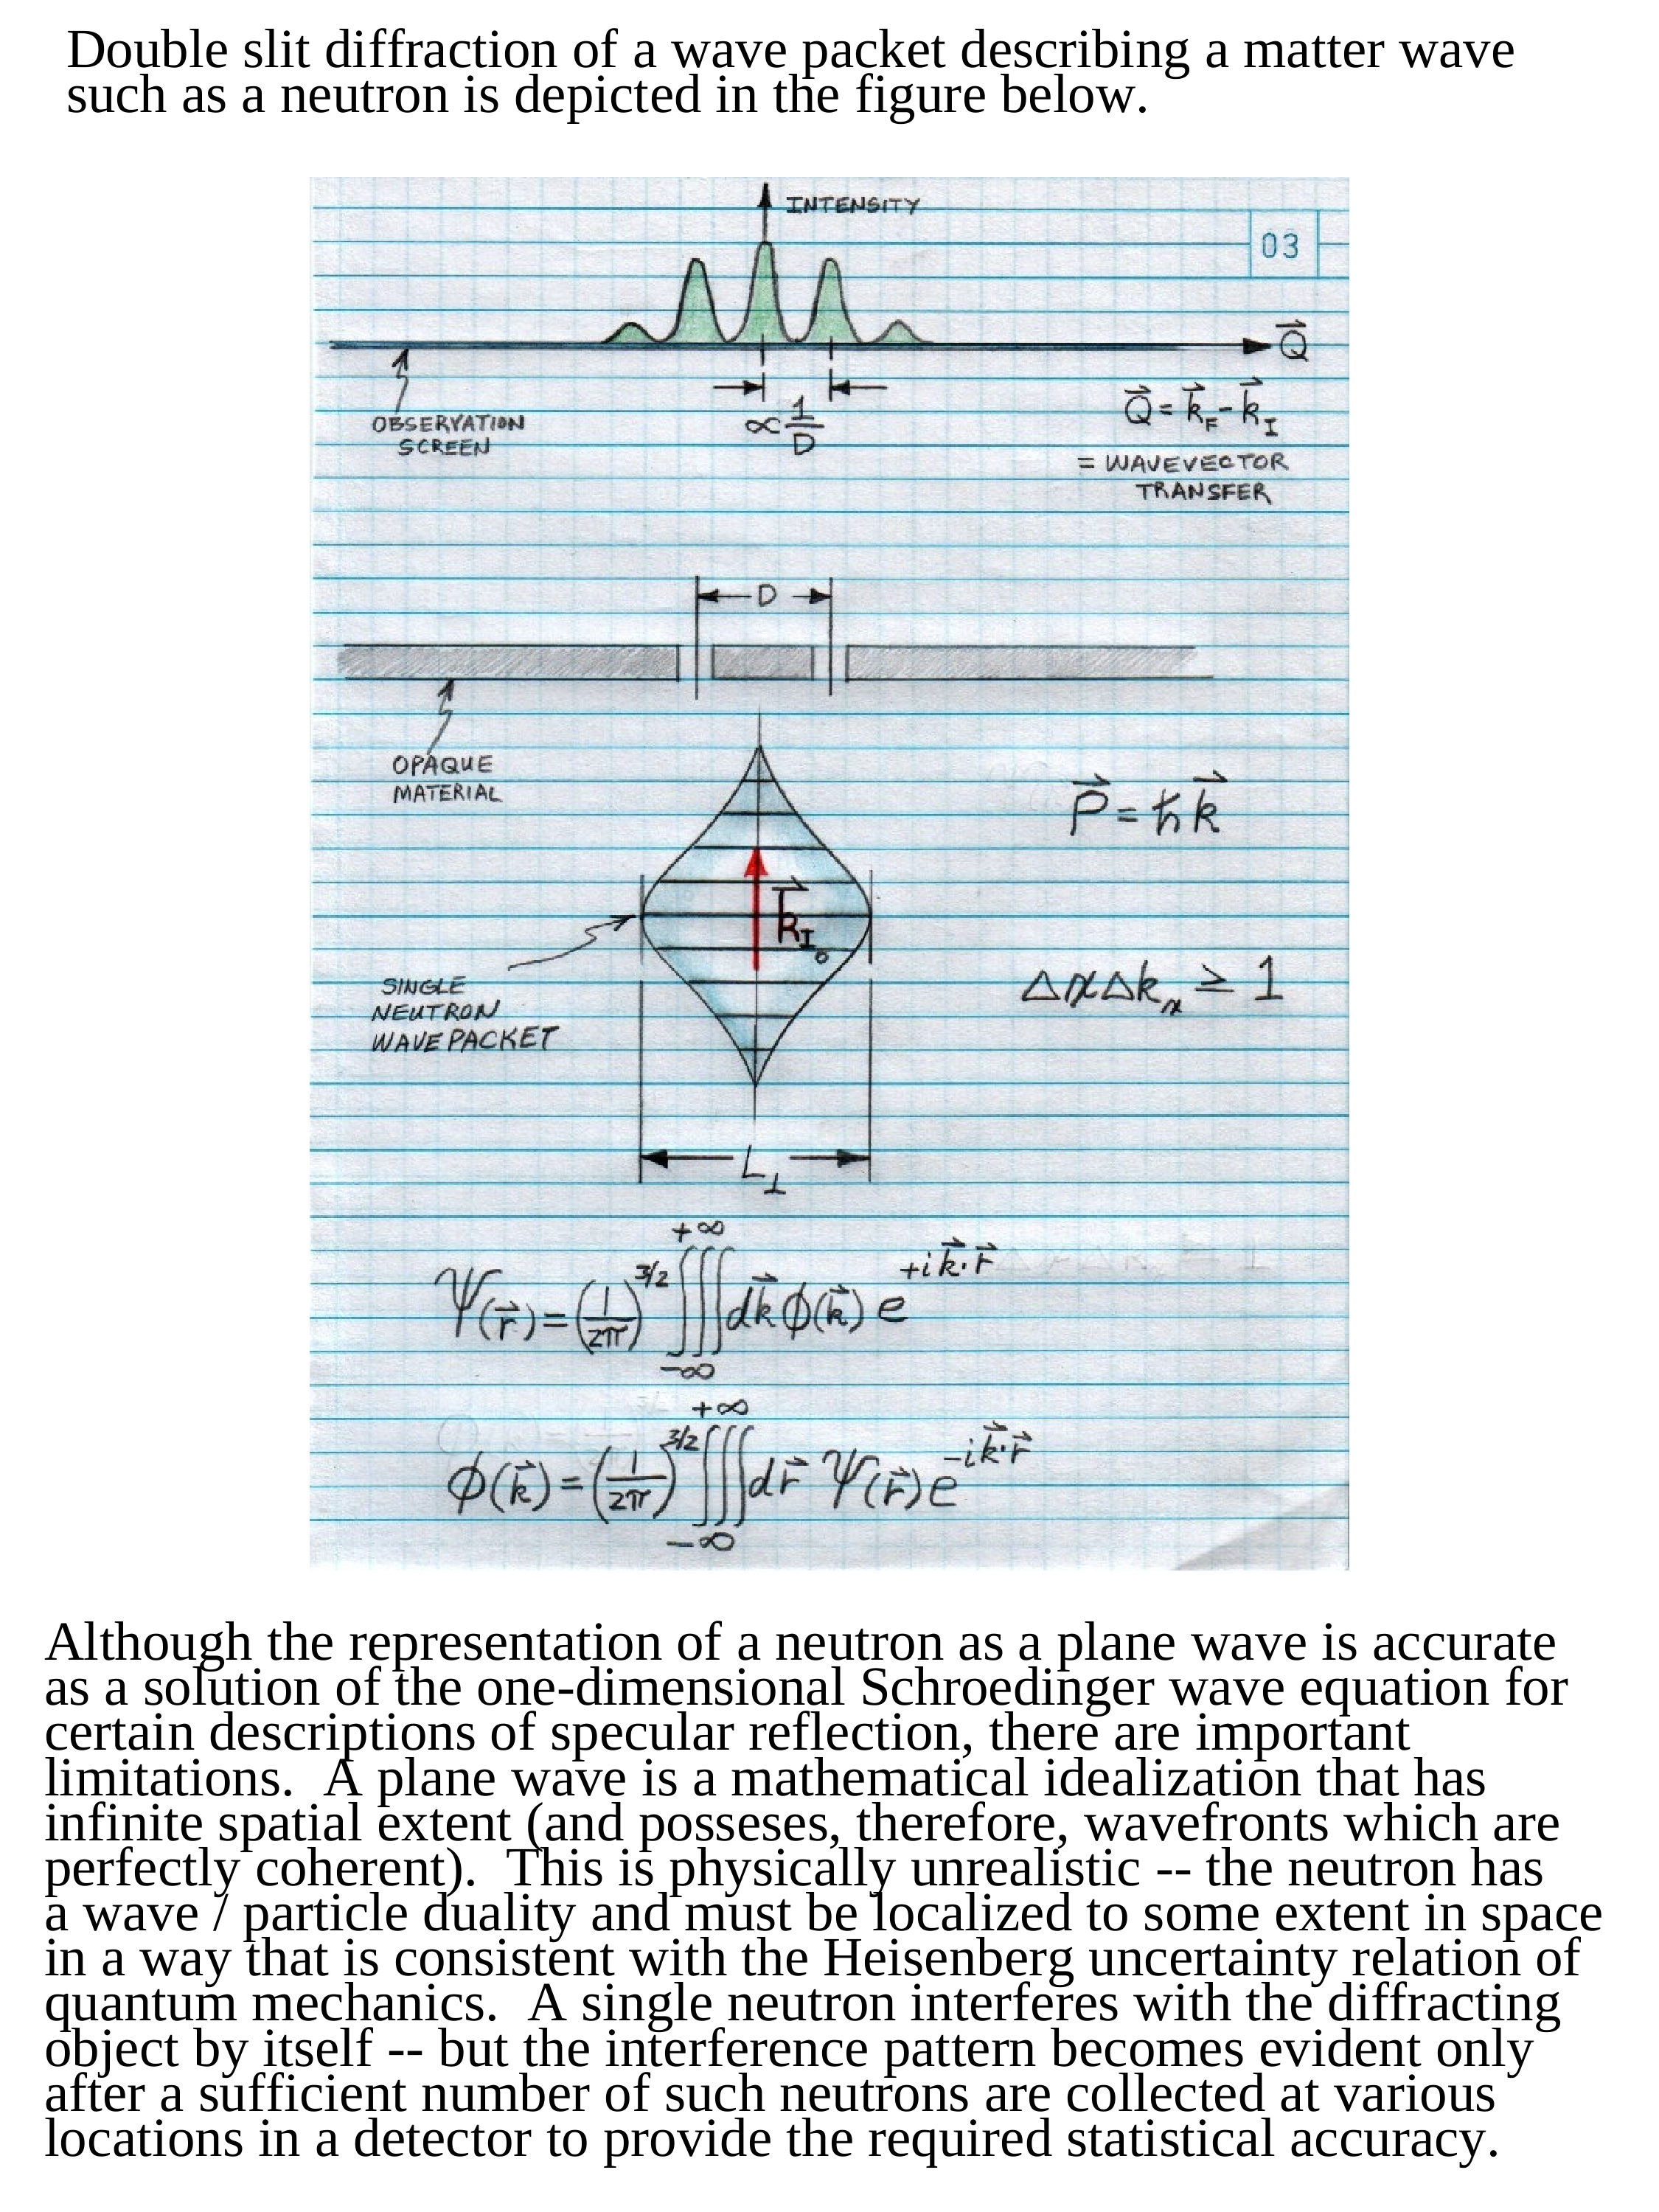 Double slit diffraction of a wave packet describing a matter wave
such as a neutron is depicted in the figure below.
INTENSITY
03
Q⃗
OBSERVATION
SCREEN
∝ 1/D
Q⃗ = k⃗_F - k⃗_I
= WAVEVECTOR
TRANSFER
D
OPAQUE
MATERIAL
P⃗ = ħk⃗
k⃗_I₀
SINGLE
NEUTRON
WAVE PACKET
ΔxΔk_x ≥ 1
L_⊥
Ψ(r⃗) = (1/2π)^3/2 ∭_-∞^+∞ dk⃗ ϕ(k⃗) e^+ik⃗·r⃗
ϕ(k⃗) = (1/2π)^3/2 ∭_-∞^+∞ dr⃗ Ψ(r⃗) e^-ik⃗·r⃗
Although the representation of a neutron as a plane wave is accurate
as a solution of the one-dimensional Schroedinger wave equation for
certain descriptions of specular reflection, there are important
limitations.  A plane wave is a mathematical idealization that has
infinite spatial extent (and posseses, therefore, wavefronts which are
perfectly coherent).  This is physically unrealistic -- the neutron has
a wave / particle duality and must be localized to some extent in space
in a way that is consistent with the Heisenberg uncertainty relation of
quantum mechanics.  A single neutron interferes with the diffracting
object by itself -- but the interference pattern becomes evident only
after a sufficient number of such neutrons are collected at various
locations in a detector to provide the required statistical accuracy.